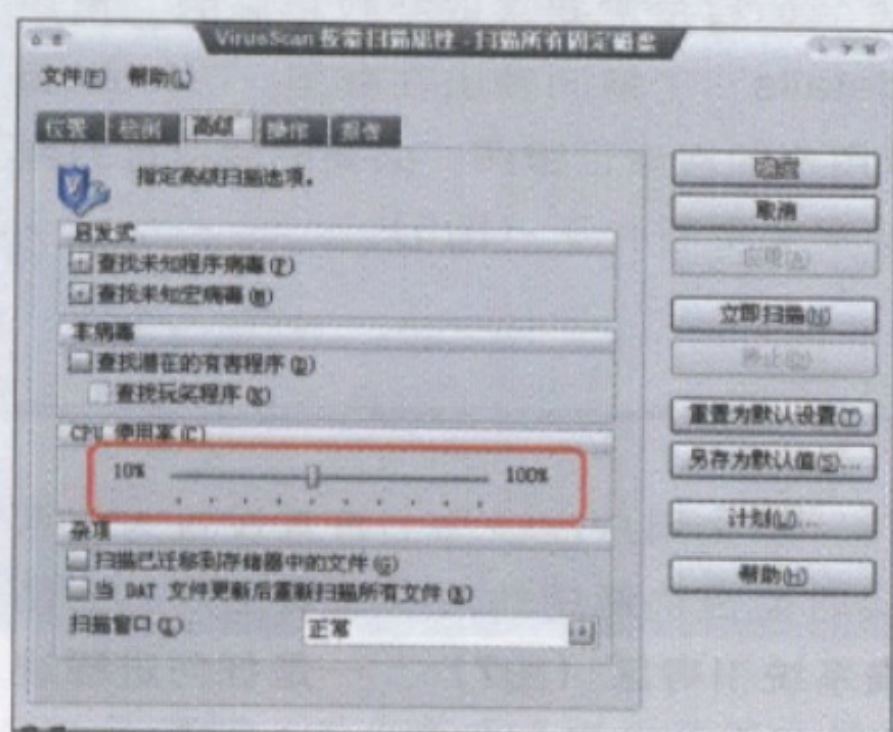 VirusScan 按需扫描属性 - 扫描所有固定磁盘
文件(F) 帮助(L)
位置 检测 高级 操作 报告
指定高级扫描选项。
启发式
查找未知程序病毒(F)
查找未知宏病毒(M)
非病毒
查找潜在的有害程序(D)
查找玩笑程序(K)
CPU 使用率(C)
10% 100%
杂项
扫描已迁移到存储器中的文件(G)
当 DAT 文件更新后重新扫描所有文件(X)
扫描窗口 正常
确定
取消
应用(A)
立即扫描(N)
停止
重置为默认设置(T)
另存为默认值(S)...
计划(L)...
帮助(H)